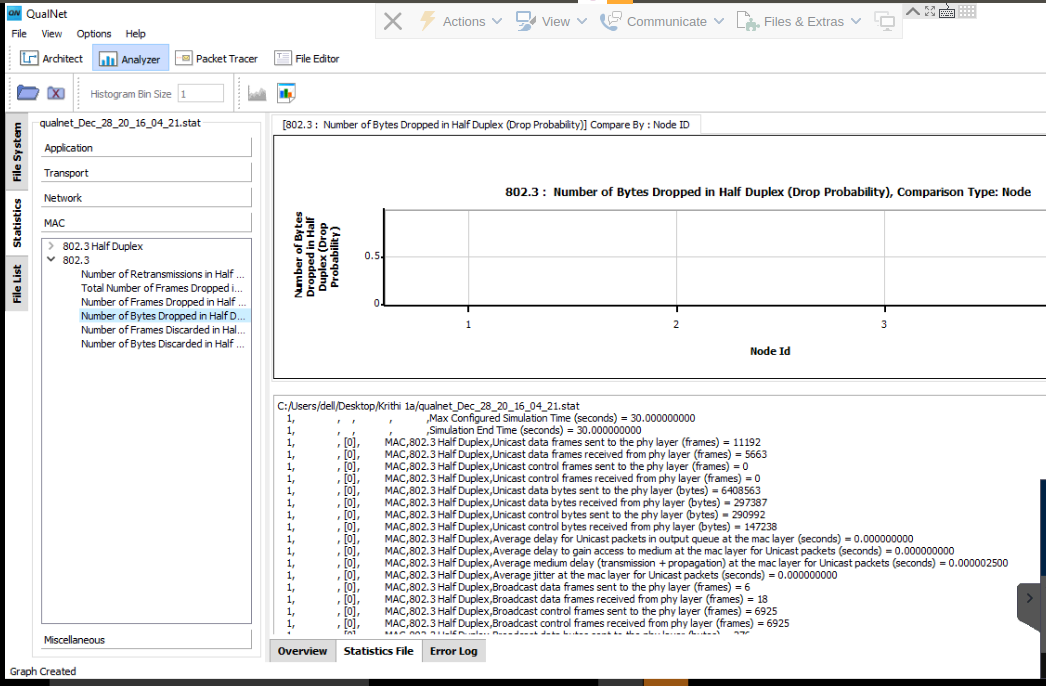 QN QualNet
File View Options Help
Actions View Communicate Files & Extras
Architect Analyzer Packet Tracer File Editor
Histogram Bin Size 1
File System
Statistics
File List
qualnet_Dec_28_20_16_04_21.stat
Application
Transport
Network
MAC
802.3 Half Duplex
802.3
Number of Retransmissions in Half ...
Total Number of Frames Dropped i...
Number of Frames Dropped in Half ...
Number of Bytes Dropped in Half D...
Number of Frames Discarded in Hal...
Number of Bytes Discarded in Half ...
Miscellaneous
[802.3 : Number of Bytes Dropped in Half Duplex (Drop Probability)] Compare By : Node ID
802.3 : Number of Bytes Dropped in Half Duplex (Drop Probability), Comparison Type: Node
Number of Bytes
Dropped in Half
Duplex (Drop
Probability)
0.5
0
1 2 3
Node Id
C:/Users/dell/Desktop/Krithi 1a/qualnet_Dec_28_20_16_04_21.stat
1, , , , ,Max Configured Simulation Time (seconds) = 30.000000000
1, , , , ,Simulation End Time (seconds) = 30.000000000
1, , [0], MAC,802.3 Half Duplex,Unicast data frames sent to the phy layer (frames) = 11192
1, , [0], MAC,802.3 Half Duplex,Unicast data frames received from phy layer (frames) = 5663
1, , [0], MAC,802.3 Half Duplex,Unicast control frames sent to the phy layer (frames) = 0
1, , [0], MAC,802.3 Half Duplex,Unicast control frames received from phy layer (frames) = 0
1, , [0], MAC,802.3 Half Duplex,Unicast data bytes sent to the phy layer (bytes) = 6408563
1, , [0], MAC,802.3 Half Duplex,Unicast data bytes received from phy layer (bytes) = 297387
1, , [0], MAC,802.3 Half Duplex,Unicast control bytes sent to the phy layer (bytes) = 290992
1, , [0], MAC,802.3 Half Duplex,Unicast control bytes received from phy layer (bytes) = 147238
1, , [0], MAC,802.3 Half Duplex,Average delay for Unicast packets in output queue at the mac layer (seconds) = 0.000000000
1, , [0], MAC,802.3 Half Duplex,Average delay to gain access to medium at the mac layer for Unicast packets (seconds) = 0.000000000
1, , [0], MAC,802.3 Half Duplex,Average medium delay (transmission + propagation) at the mac layer for Unicast packets (seconds) = 0.000002500
1, , [0], MAC,802.3 Half Duplex,Average jitter at the mac layer for Unicast packets (seconds) = 0.000000000
1, , [0], MAC,802.3 Half Duplex,Broadcast data frames sent to the phy layer (frames) = 6
1, , [0], MAC,802.3 Half Duplex,Broadcast data frames received from phy layer (frames) = 18
1, , [0], MAC,802.3 Half Duplex,Broadcast control frames sent to the phy layer (frames) = 6925
1, , [0], MAC,802.3 Half Duplex,Broadcast control frames received from phy layer (frames) = 6925
Overview Statistics File Error Log
Graph Created